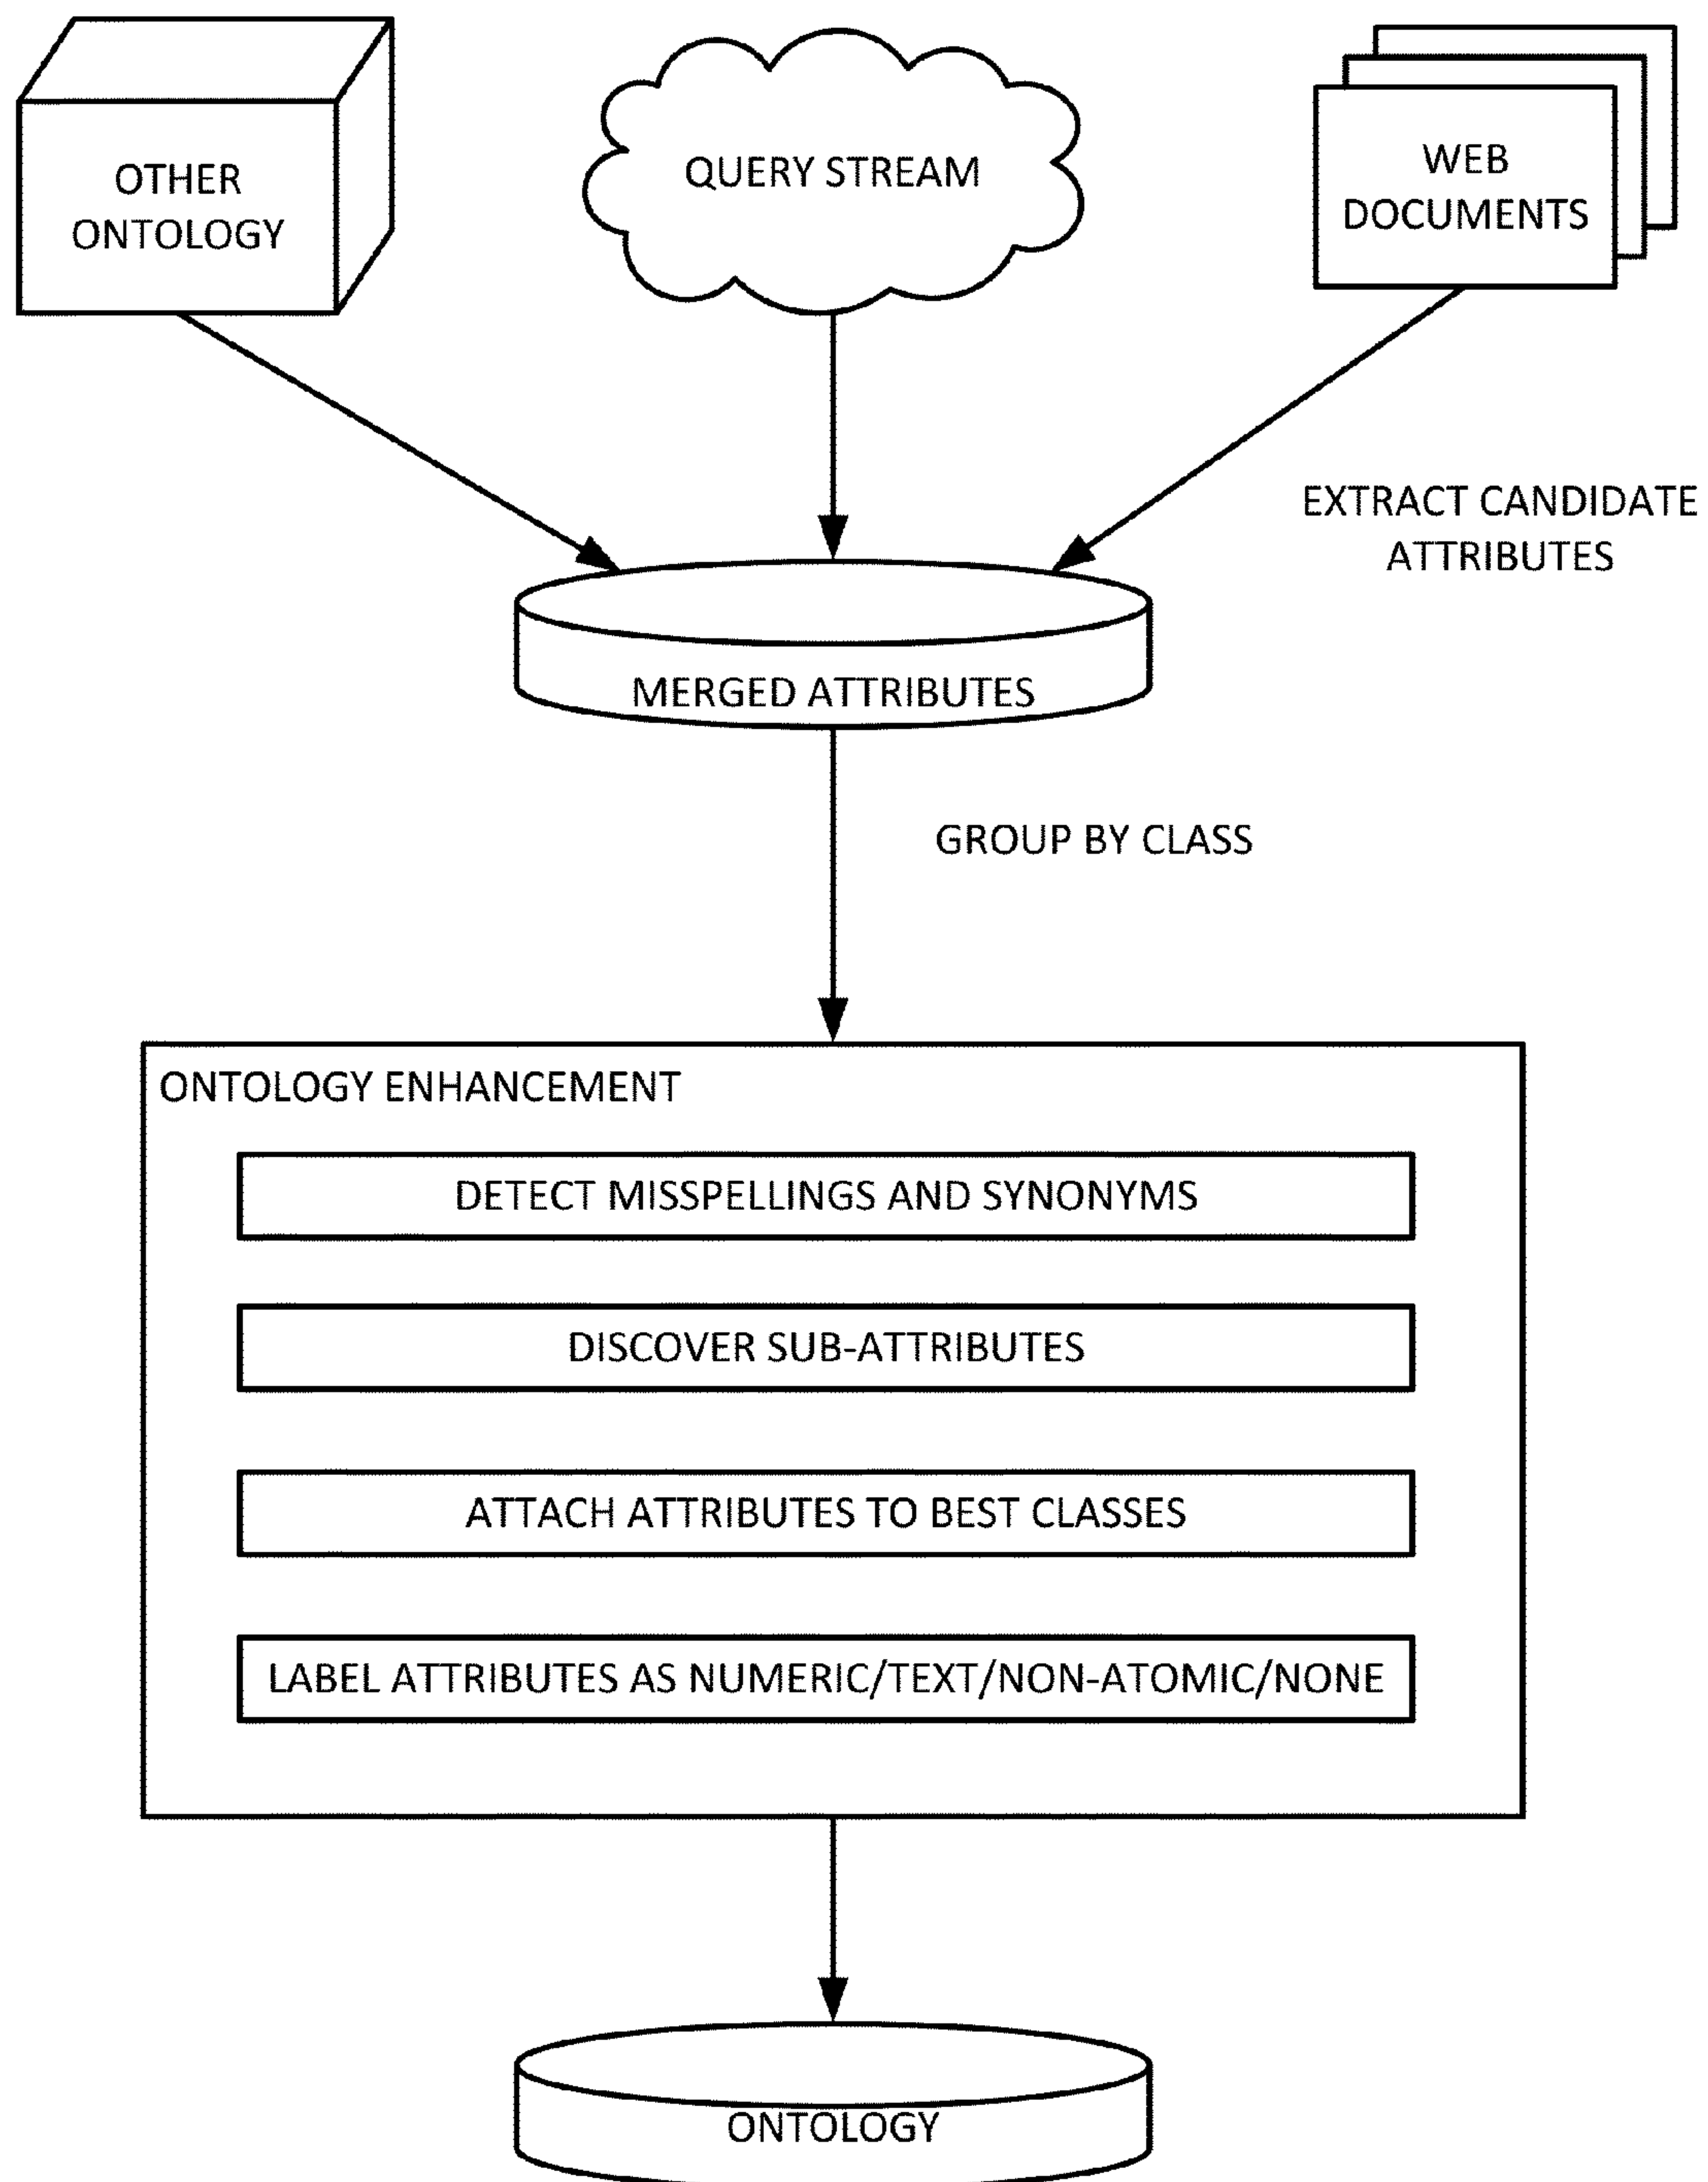 OTHER
ONTOLOGY
QUERY STREAM
WEB
DOCUMENTS
EXTRACT CANDIDATE
ATTRIBUTES
MERGED ATTRIBUTES
GROUP BY CLASS
ONTOLOGY ENHANCEMENT
DETECT MISSPELLINGS AND SYNONYMS
DISCOVER SUB-ATTRIBUTES
ATTACH ATTRIBUTES TO BEST CLASSES
LABEL ATTRIBUTES AS NUMERIC/TEXT/NON-ATOMIC/NONE
ONTOLOGY